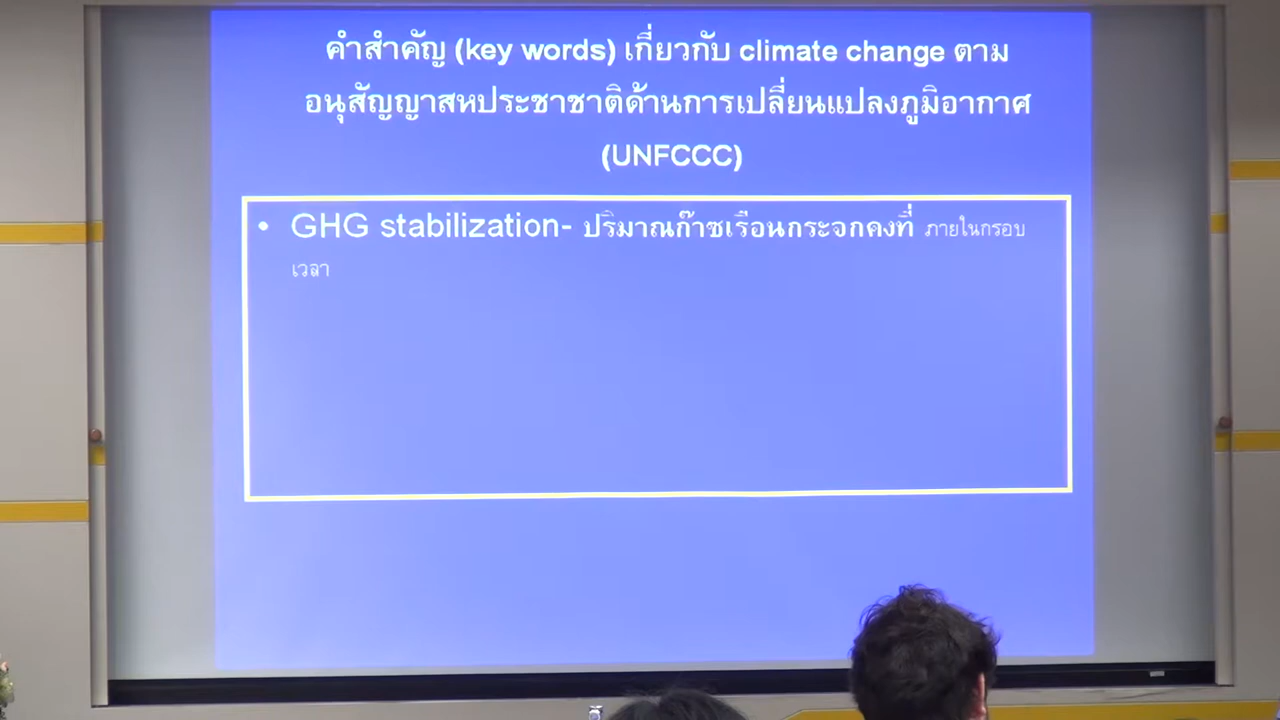 คำสำคัญ (key words) เกี่ยวกับ climate change ตาม
อนุสัญญาสหประชาชาติด้านการเปลี่ยนแปลงภูมิอากาศ
(UNFCCC)
• GHG stabilization- ปริมาณก๊าซเรือนกระจกคงที่ ภายในกรอบ
เวลา